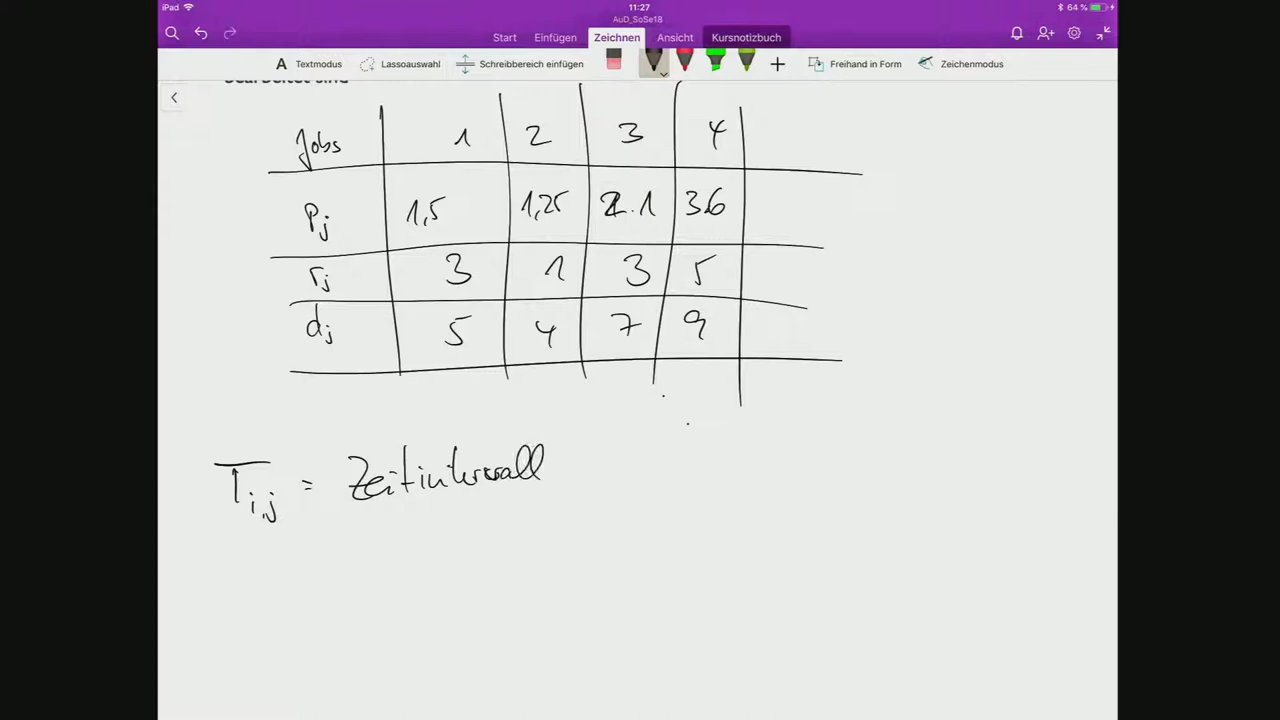 iPad 11:27 64 %
AuD_SoSe18
Start Einfügen Zeichnen Ansicht Kursnotizbuch
Textmodus Lassoauswahl Schreibbereich einfügen Freihand in Form Zeichenmodus
Jobs 1 2 3 4
pj 1,5 1,25 2.1 3.6
rj 3 1 3 5
dj 5 4 7 9
Ti,j = Zeitintervall